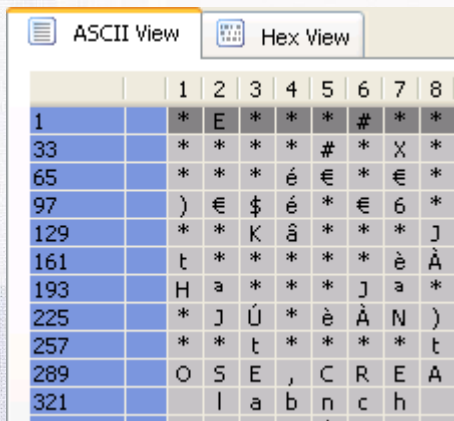 ASCII View Hex View
1 2 3 4 5 6 7 8
1 * E * * * # * *
33 * * * * # * X *
65 * * * é € * € *
97 ) € $ é * € 6 *
129 * * K â * * * J
161 t * * * * * è À
193 H ª * * * J ª *
225 * J Ú * è À N )
257 * * t * * * * t
289 O S E , C R E A
321 l a b n c h